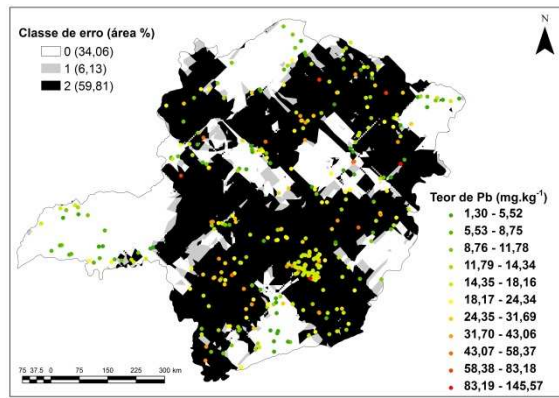 Classe de erro (área %)
0 (34,06)
1 (6,13)
2 (59,81)
N
Teor de Pb (mg.kg⁻¹)
1,30 - 5,52
5,53 - 8,75
8,76 - 11,78
11,79 - 14,34
14,35 - 18,16
18,17 - 24,34
24,35 - 31,69
31,70 - 43,06
43,07 - 58,37
58,38 - 83,18
83,19 - 145,57
75 37,5 0 75 150 225 300 km